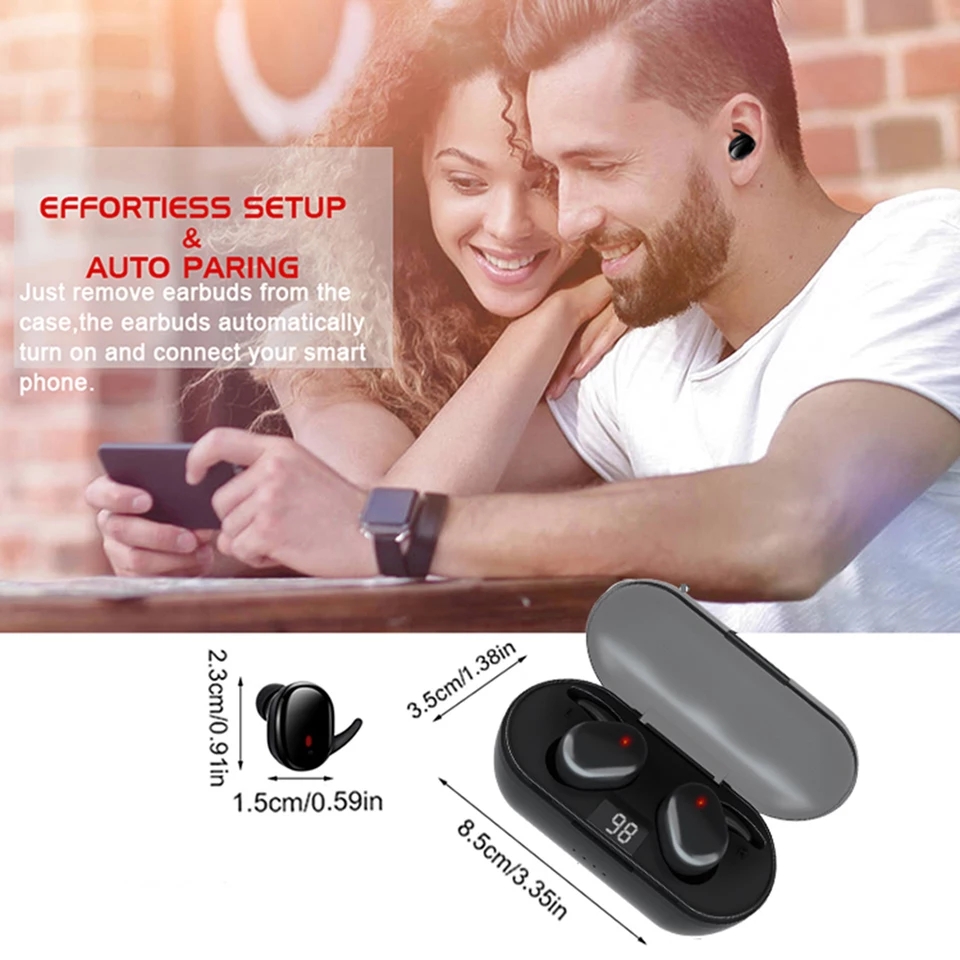 EFFORTIESS SETUP
&
AUTO PARING
Just remove earbuds from the
case,the earbuds automatically
turn on and connect your smart
phone.
2.3cm/0.91in
1.5cm/0.59in
3.5cm/1.38in
8.5cm/3.35in
98